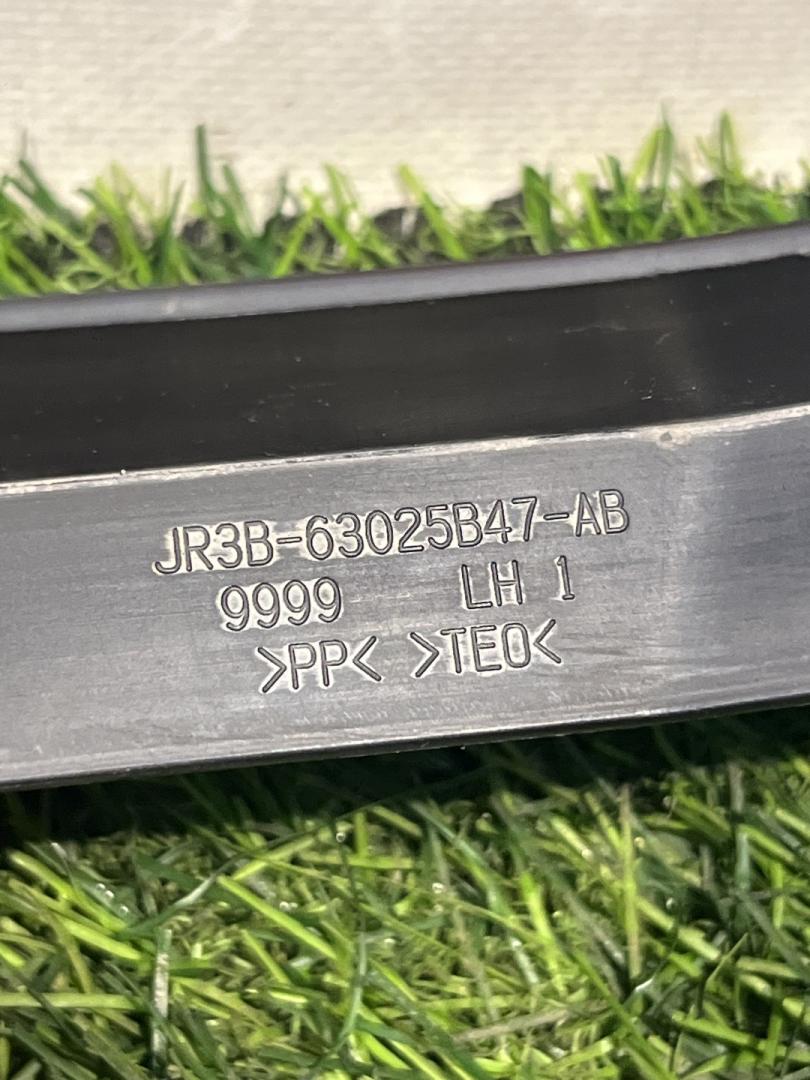 JR3B-63025B47-AB
9999 LH 1
>PP< >TEO<